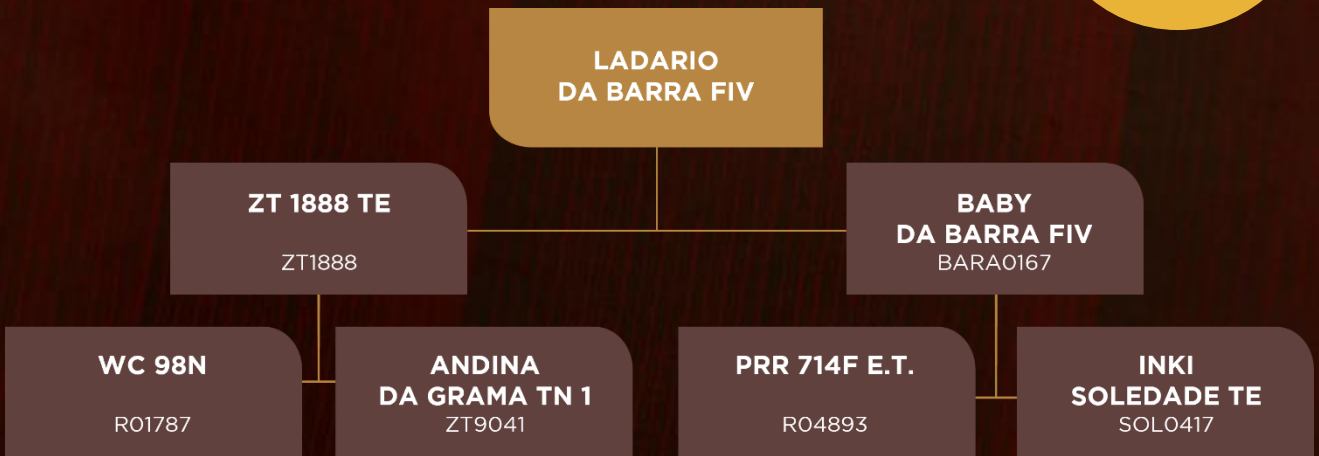 LADARIO
DA BARRA FIV
ZT 1888 TE
ZT1888
BABY
DA BARRA FIV
BARA0167
WC 98N
R01787
ANDINA
DA GRAMA TN 1
ZT9041
PRR 714F E.T.
R04893
INKI
SOLEDADE TE
SOL0417